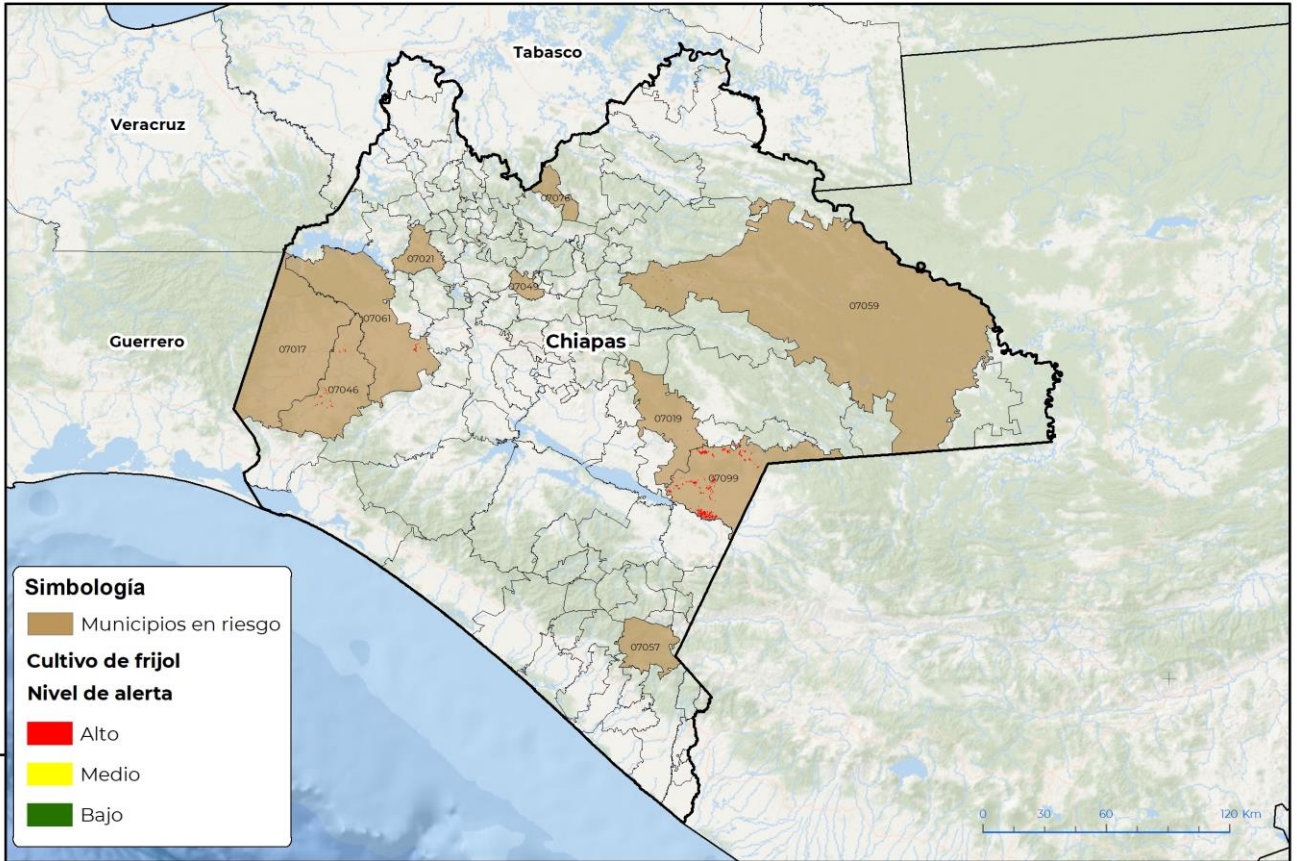 Tabasco
Veracruz
07076
07021
07049
07059
07061
Chiapas
Guerrero
07017
07046
07019
07099
Simbología
Municipios en riesgo
07057
Cultivo de frijol
Nivel de alerta
Alto
Medio
Bajo
0 30 60 120 Km